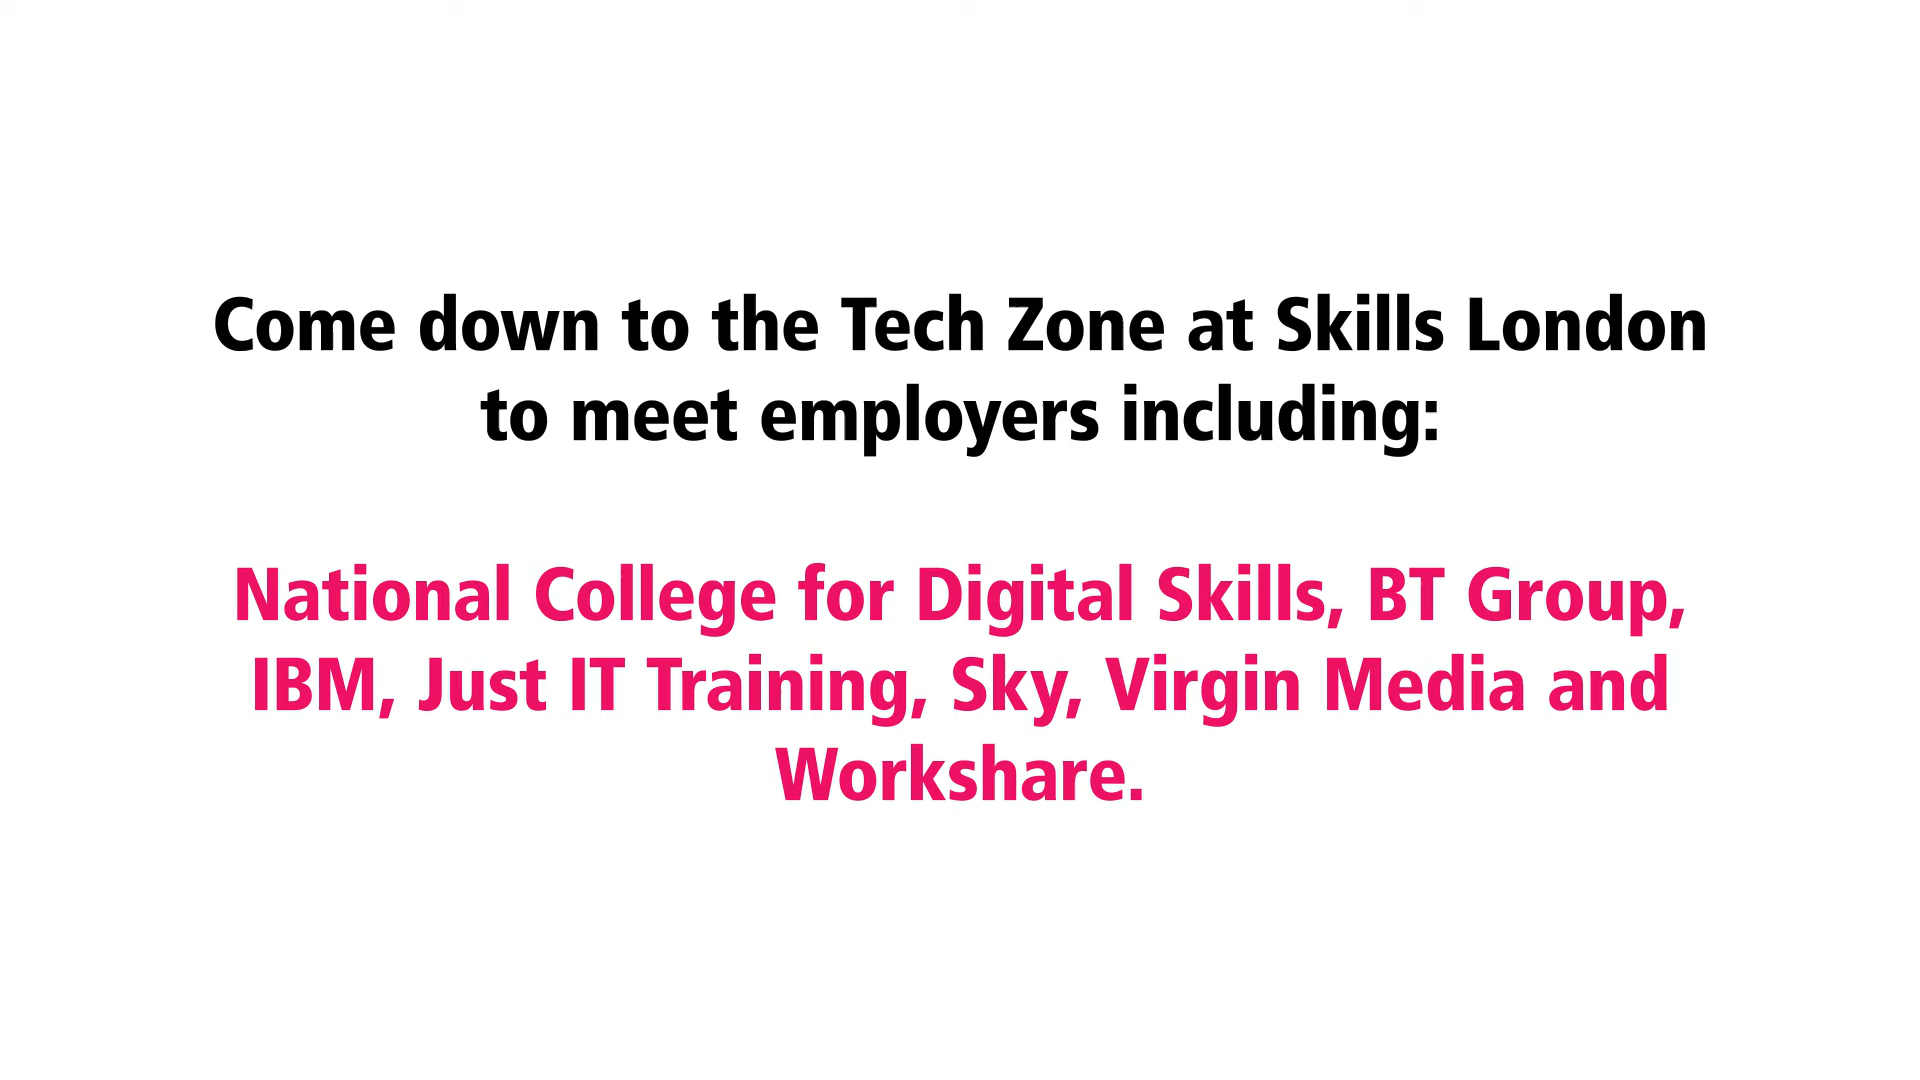 Come down to the Tech Zone at Skills London
to meet employers including:
National College for Digital Skills, BT Group,
IBM, Just IT Training, Sky, Virgin Media and
Workshare.